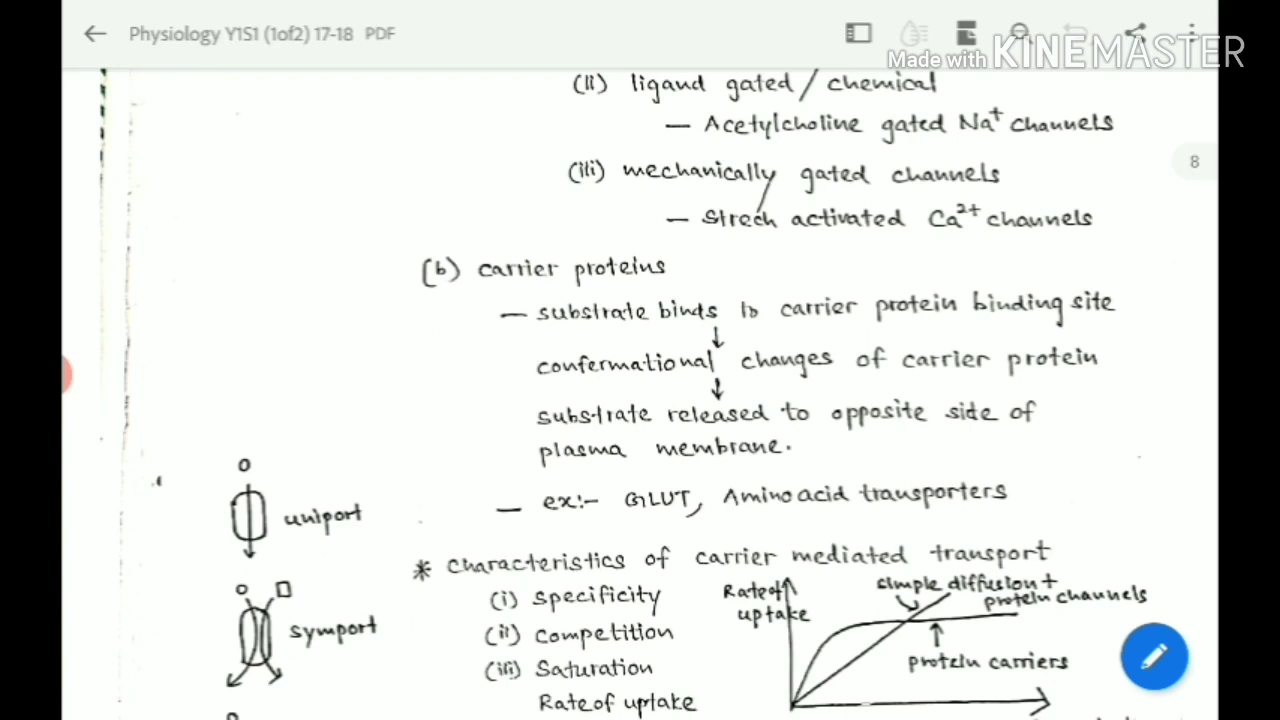 Physiology Y1S1 (1of2) 17-18 PDF
Made with KINEMASTER
(ii) ligand gated / chemical
— Acetylcholine gated Na+ channels
8
(iii) mechanically gated channels
— Strech activated Ca2+ channels
(b) carrier proteins
— substrate binds to carrier protein binding site
↓
confermational changes of carrier protein
↓
substrate released to opposite side of
plasma membrane.
— ex:- GLUT, Amino acid transporters
uniport
* characteristics of carrier mediated transport
(i) specificity
(ii) competition
(iii) Saturation
Rate of uptake
symport
Rate of
uptake
simple diffusion +
protein channels
protein carriers